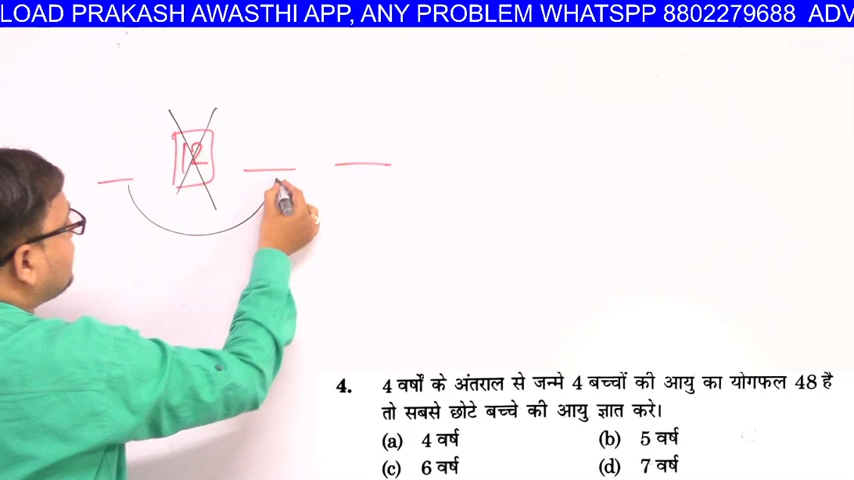 LOAD PRAKASH AWASTHI APP, ANY PROBLEM WHATSPP 8802279688 ADV
12
4. 4 वर्षों के अंतराल से जन्मे 4 बच्चों की आयु का योगफल 48 है
तो सबसे छोटे बच्चे की आयु ज्ञात करे।
(a) 4 वर्ष (b) 5 वर्ष
(c) 6 वर्ष (d) 7 वर्ष